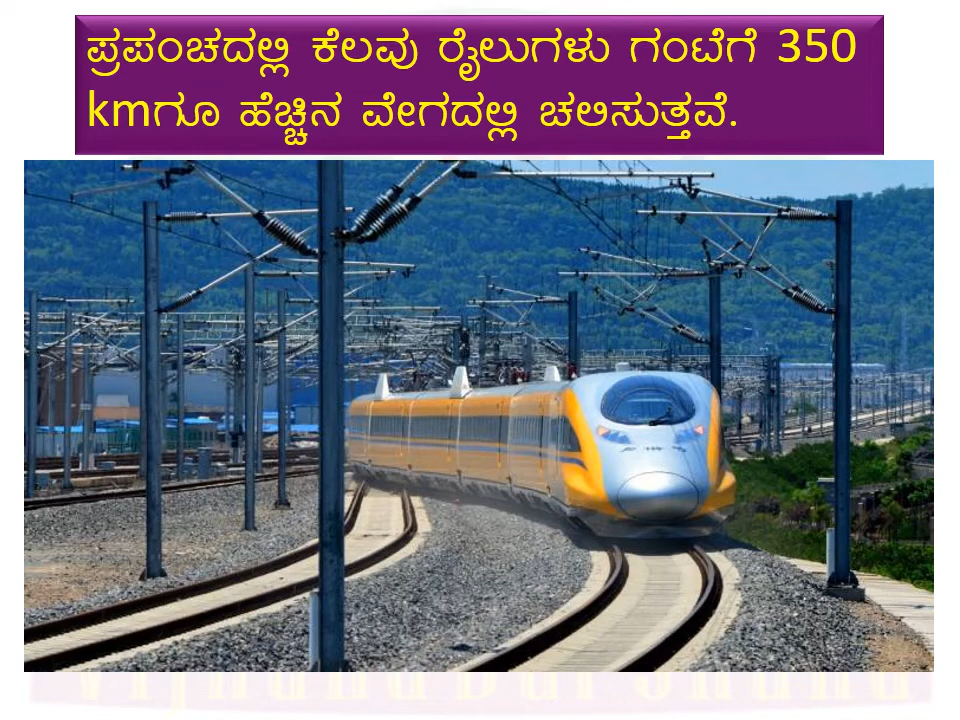 ಪ್ರಪಂಚದಲ್ಲಿ ಕೆಲವು ರೈಲುಗಳು ಗಂಟೆಗೆ 350
kmಗೂ ಹೆಚ್ಚಿನ ವೇಗದಲ್ಲಿ ಚಲಿಸುತ್ತವೆ.